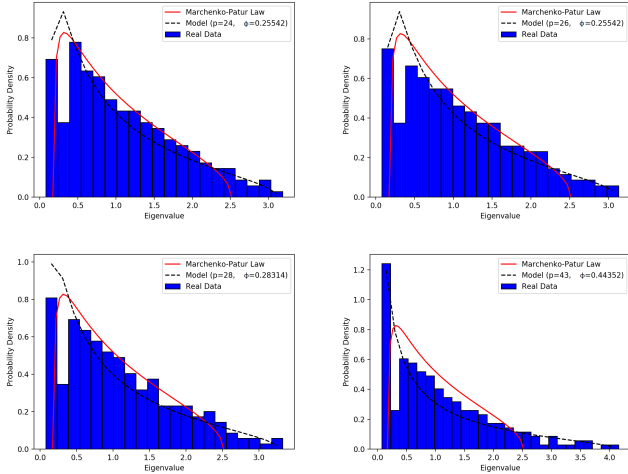 Marchenko-Patur Law
Model (p=24, ϕ=0.25542)
Real Data
Probability Density
0.8
0.6
0.4
0.2
0.0
0.0 0.5 1.0 1.5 2.0 2.5 3.0
Eigenvalue
Marchenko-Patur Law
Model (p=26, ϕ=0.25542)
Real Data
Probability Density
0.8
0.6
0.4
0.2
0.0
0.0 0.5 1.0 1.5 2.0 2.5 3.0
Eigenvalue
Marchenko-Patur Law
Model (p=28, ϕ=0.28314)
Real Data
Probability Density
1.0
0.8
0.6
0.4
0.2
0.0
0.0 0.5 1.0 1.5 2.0 2.5 3.0
Eigenvalue
Marchenko-Patur Law
Model (p=43, ϕ=0.44352)
Real Data
Probability Density
1.2
1.0
0.8
0.6
0.4
0.2
0.0
0.0 0.5 1.0 1.5 2.0 2.5 3.0 3.5 4.0
Eigenvalue